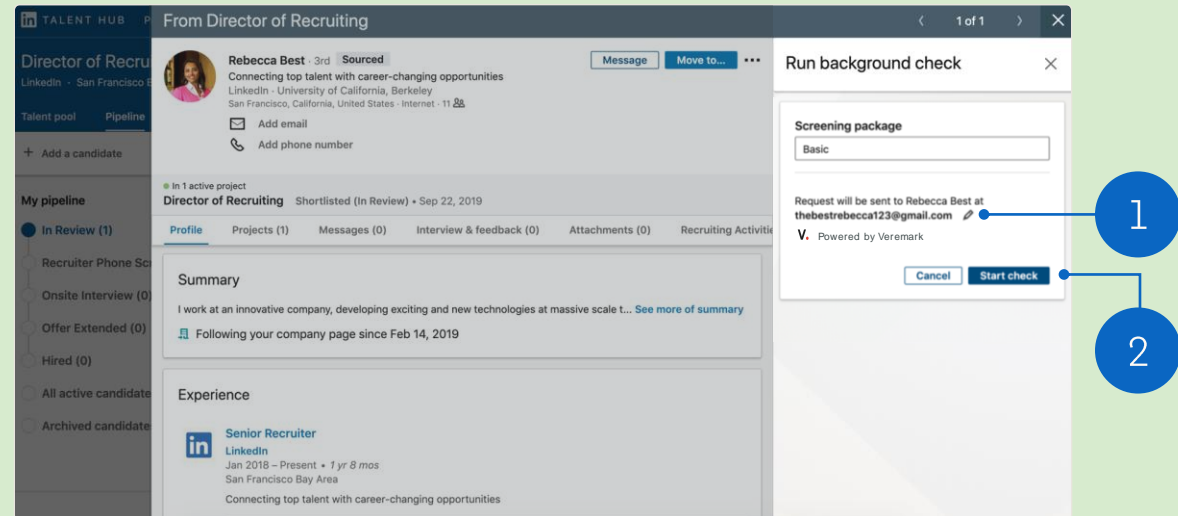 in TALENT HUB P
From Director of Recruiting
1 of 1
Director of Recru
LinkedIn · San Francisco B
Talent pool Pipeline
+ Add a candidate
My pipeline
In Review (1)
Recruiter Phone Scr
Onsite Interview (0)
Offer Extended (0)
Hired (0)
All active candidate
Archived candidate
Rebecca Best · 3rd Sourced
Connecting top talent with career-changing opportunities
LinkedIn · University of California, Berkeley
San Francisco, California, United States · Internet · 11
Add email
Add phone number
Message Move to... •••
In 1 active project
Director of Recruiting Shortlisted (In Review) • Sep 22, 2019
Profile Projects (1) Messages (0) Interview & feedback (0) Attachments (0) Recruiting Activitie
Summary
I work at an innovative company, developing exciting and new technologies at massive scale t... See more of summary
Following your company page since Feb 14, 2019
Experience
in
Senior Recruiter
LinkedIn
Jan 2018 – Present • 1 yr 8 mos
San Francisco Bay Area
Connecting top talent with career-changing opportunities
Run background check
Screening package
Basic
Request will be sent to Rebecca Best at
thebestrebecca123@gmail.com
V. Powered by Veremark
Cancel Start check
1
2